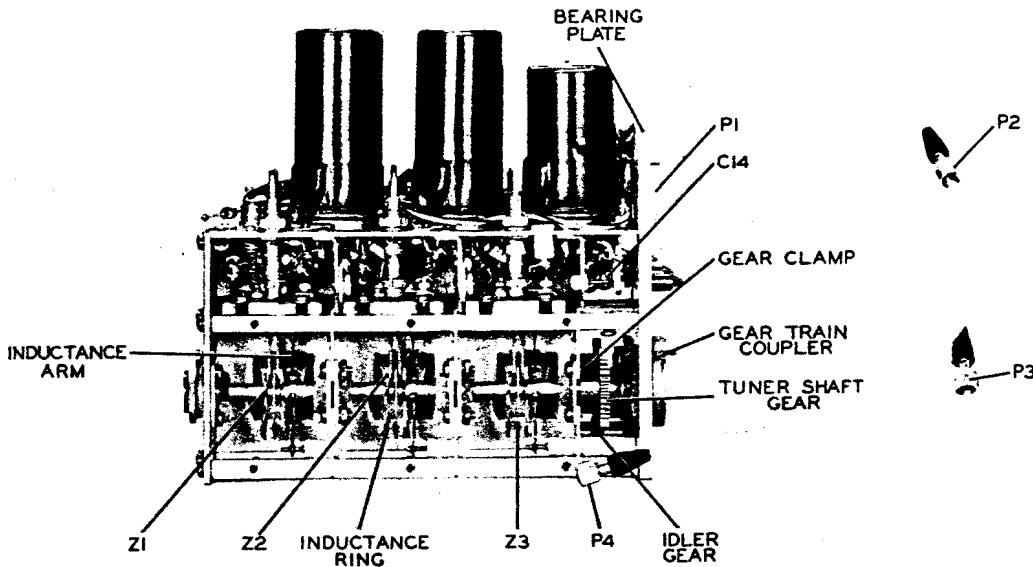 BEARING
PLATE
P1
P2
C14
GEAR CLAMP
INDUCTANCE
ARM
GEAR TRAIN
COUPLER
P3
TUNER SHAFT
GEAR
Z1
Z2
INDUCTANCE
RING
Z3
P4
IDLER
GEAR